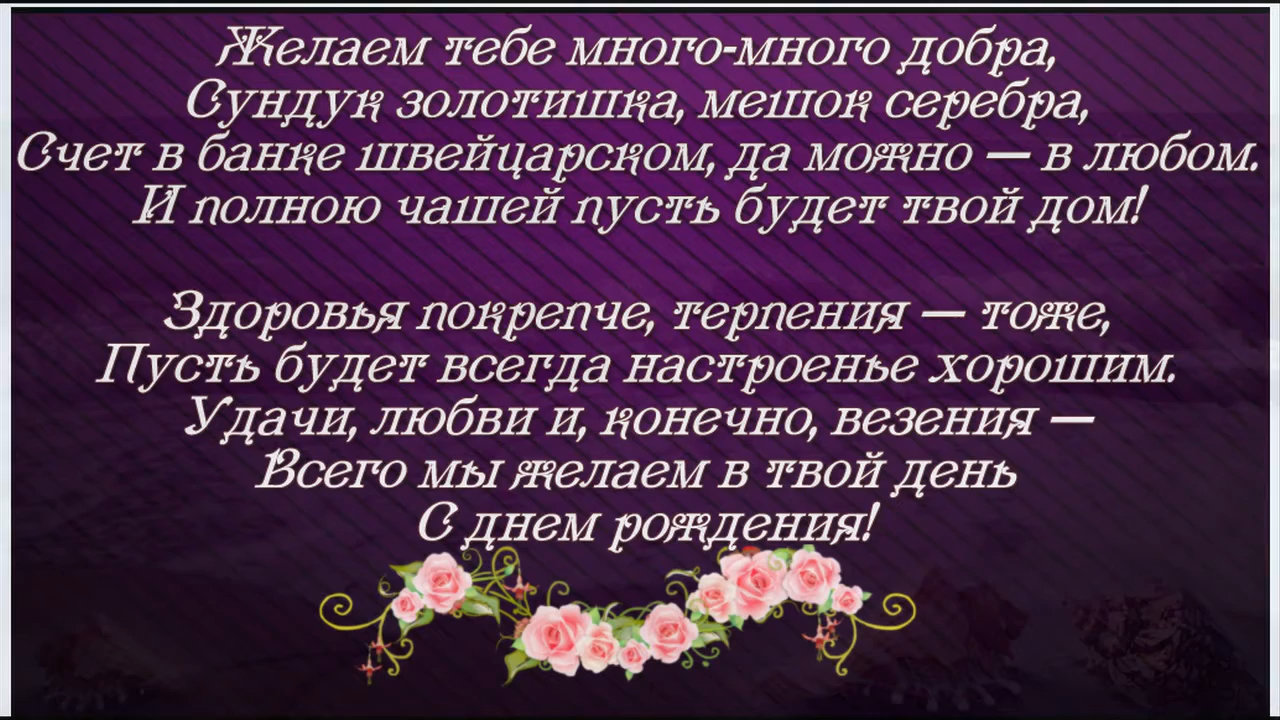 Желаем тебе много-много добра,
Сундук золотишка, мешок серебра,
Счет в банке швейцарском, да можно — в любом.
И полною чашей пусть будет твой дом!
Здоровья покрепче, терпения — тоже,
Пусть будет всегда настроенье хорошим.
Удачи, любви и, конечно, везения —
Всего мы желаем в твой день
С днем рождения!